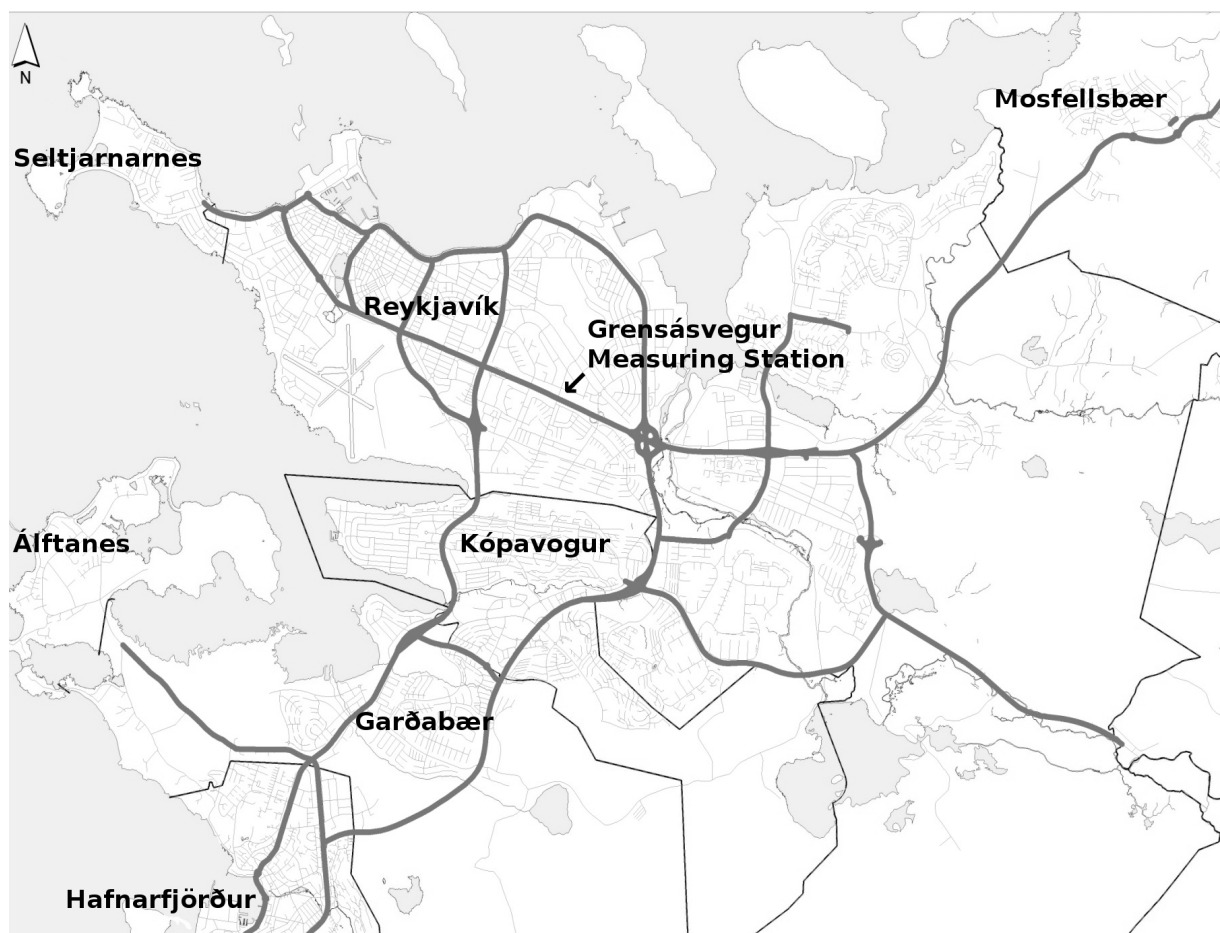 N
Mosfellsbær
Seltjarnarnes
Reykjavík
Grensásvegur
Measuring Station
Álftanes
Kópavogur
Garðabær
Hafnarfjörður